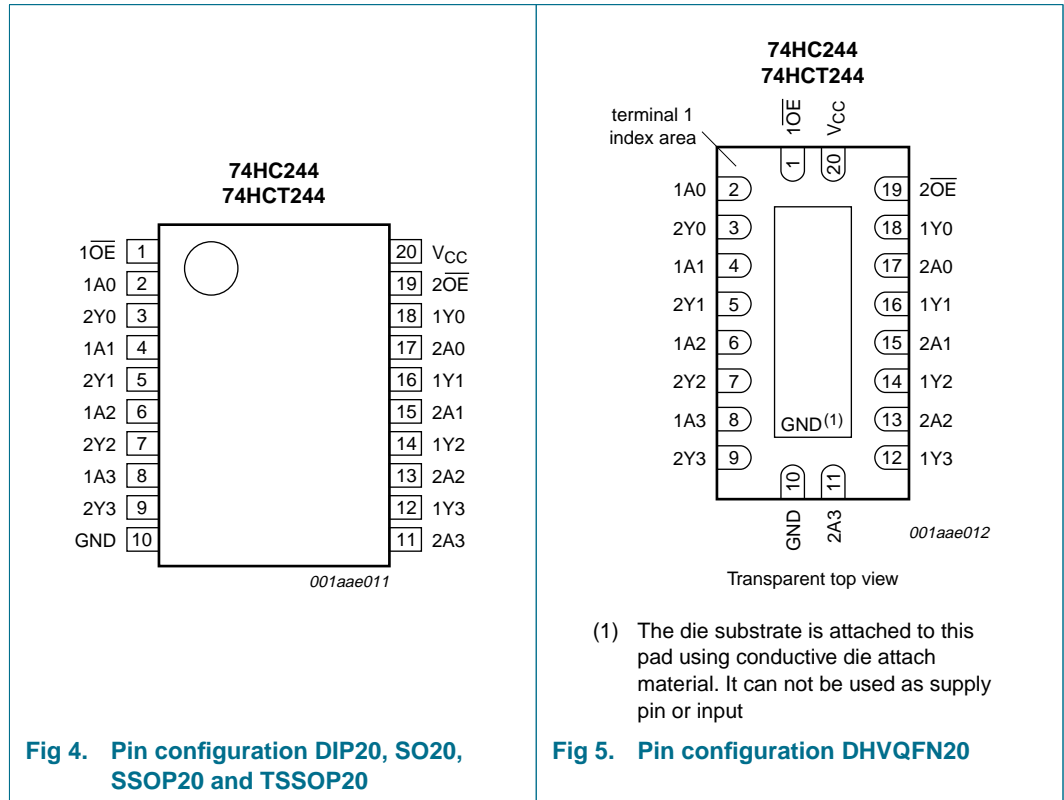 74HC244
74HCT244
1O̅E̅ 1
1A0 2
2Y0 3
1A1 4
2Y1 5
1A2 6
2Y2 7
1A3 8
2Y3 9
GND 10
20 VCC
19 2O̅E̅
18 1Y0
17 2A0
16 1Y1
15 2A1
14 1Y2
13 2A2
12 1Y3
11 2A3
001aae011
Fig 4. Pin configuration DIP20, SO20,
SSOP20 and TSSOP20
74HC244
74HCT244
terminal 1
index area
1O̅E̅
VCC
1
20
1A0 2
2Y0 3
1A1 4
2Y1 5
1A2 6
2Y2 7
1A3 8
2Y3 9
19 2O̅E̅
18 1Y0
17 2A0
16 1Y1
15 2A1
14 1Y2
13 2A2
12 1Y3
GND(1)
10
11
GND
2A3
001aae012
Transparent top view
(1) The die substrate is attached to this
pad using conductive die attach
material. It can not be used as supply
pin or input
Fig 5. Pin configuration DHVQFN20